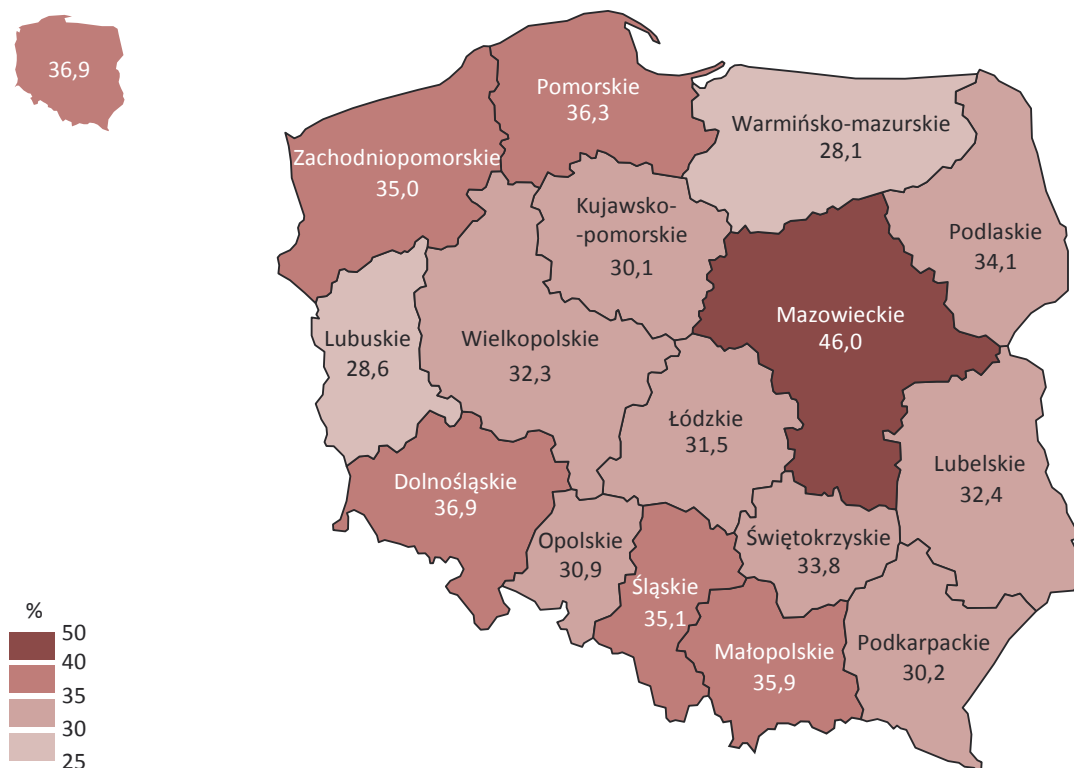 36,9
Pomorskie
36,3
Warmińsko-mazurskie
28,1
Zachodniopomorskie
35,0
Kujawsko-
-pomorskie
30,1
Podlaskie
34,1
Mazowieckie
46,0
Lubuskie
28,6
Wielkopolskie
32,3
Łódzkie
31,5
Lubelskie
32,4
Dolnośląskie
36,9
Opolskie
30,9
Świętokrzyskie
33,8
Śląskie
35,1
Małopolskie
35,9
Podkarpackie
30,2
%
50
40
35
30
25